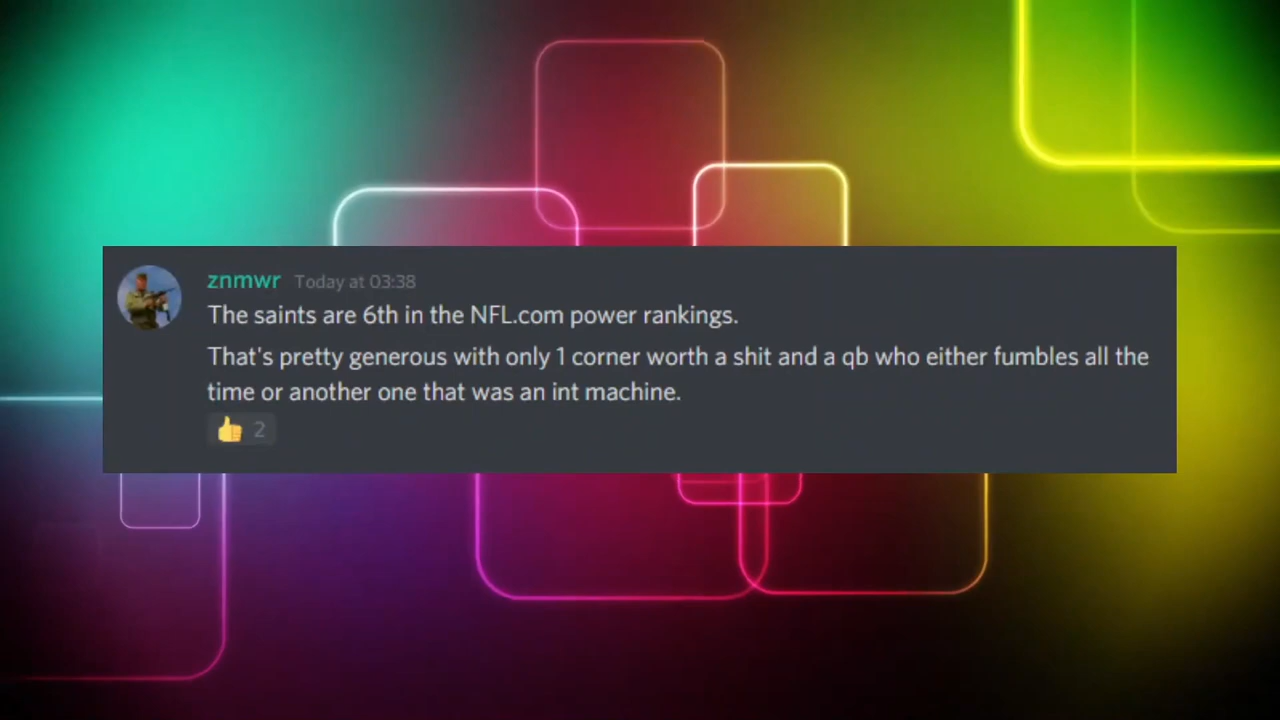 znmwr Today at 03:38
The saints are 6th in the NFL.com power rankings.
That's pretty generous with only 1 corner worth a shit and a qb who either fumbles all the
time or another one that was an int machine.
👍 2